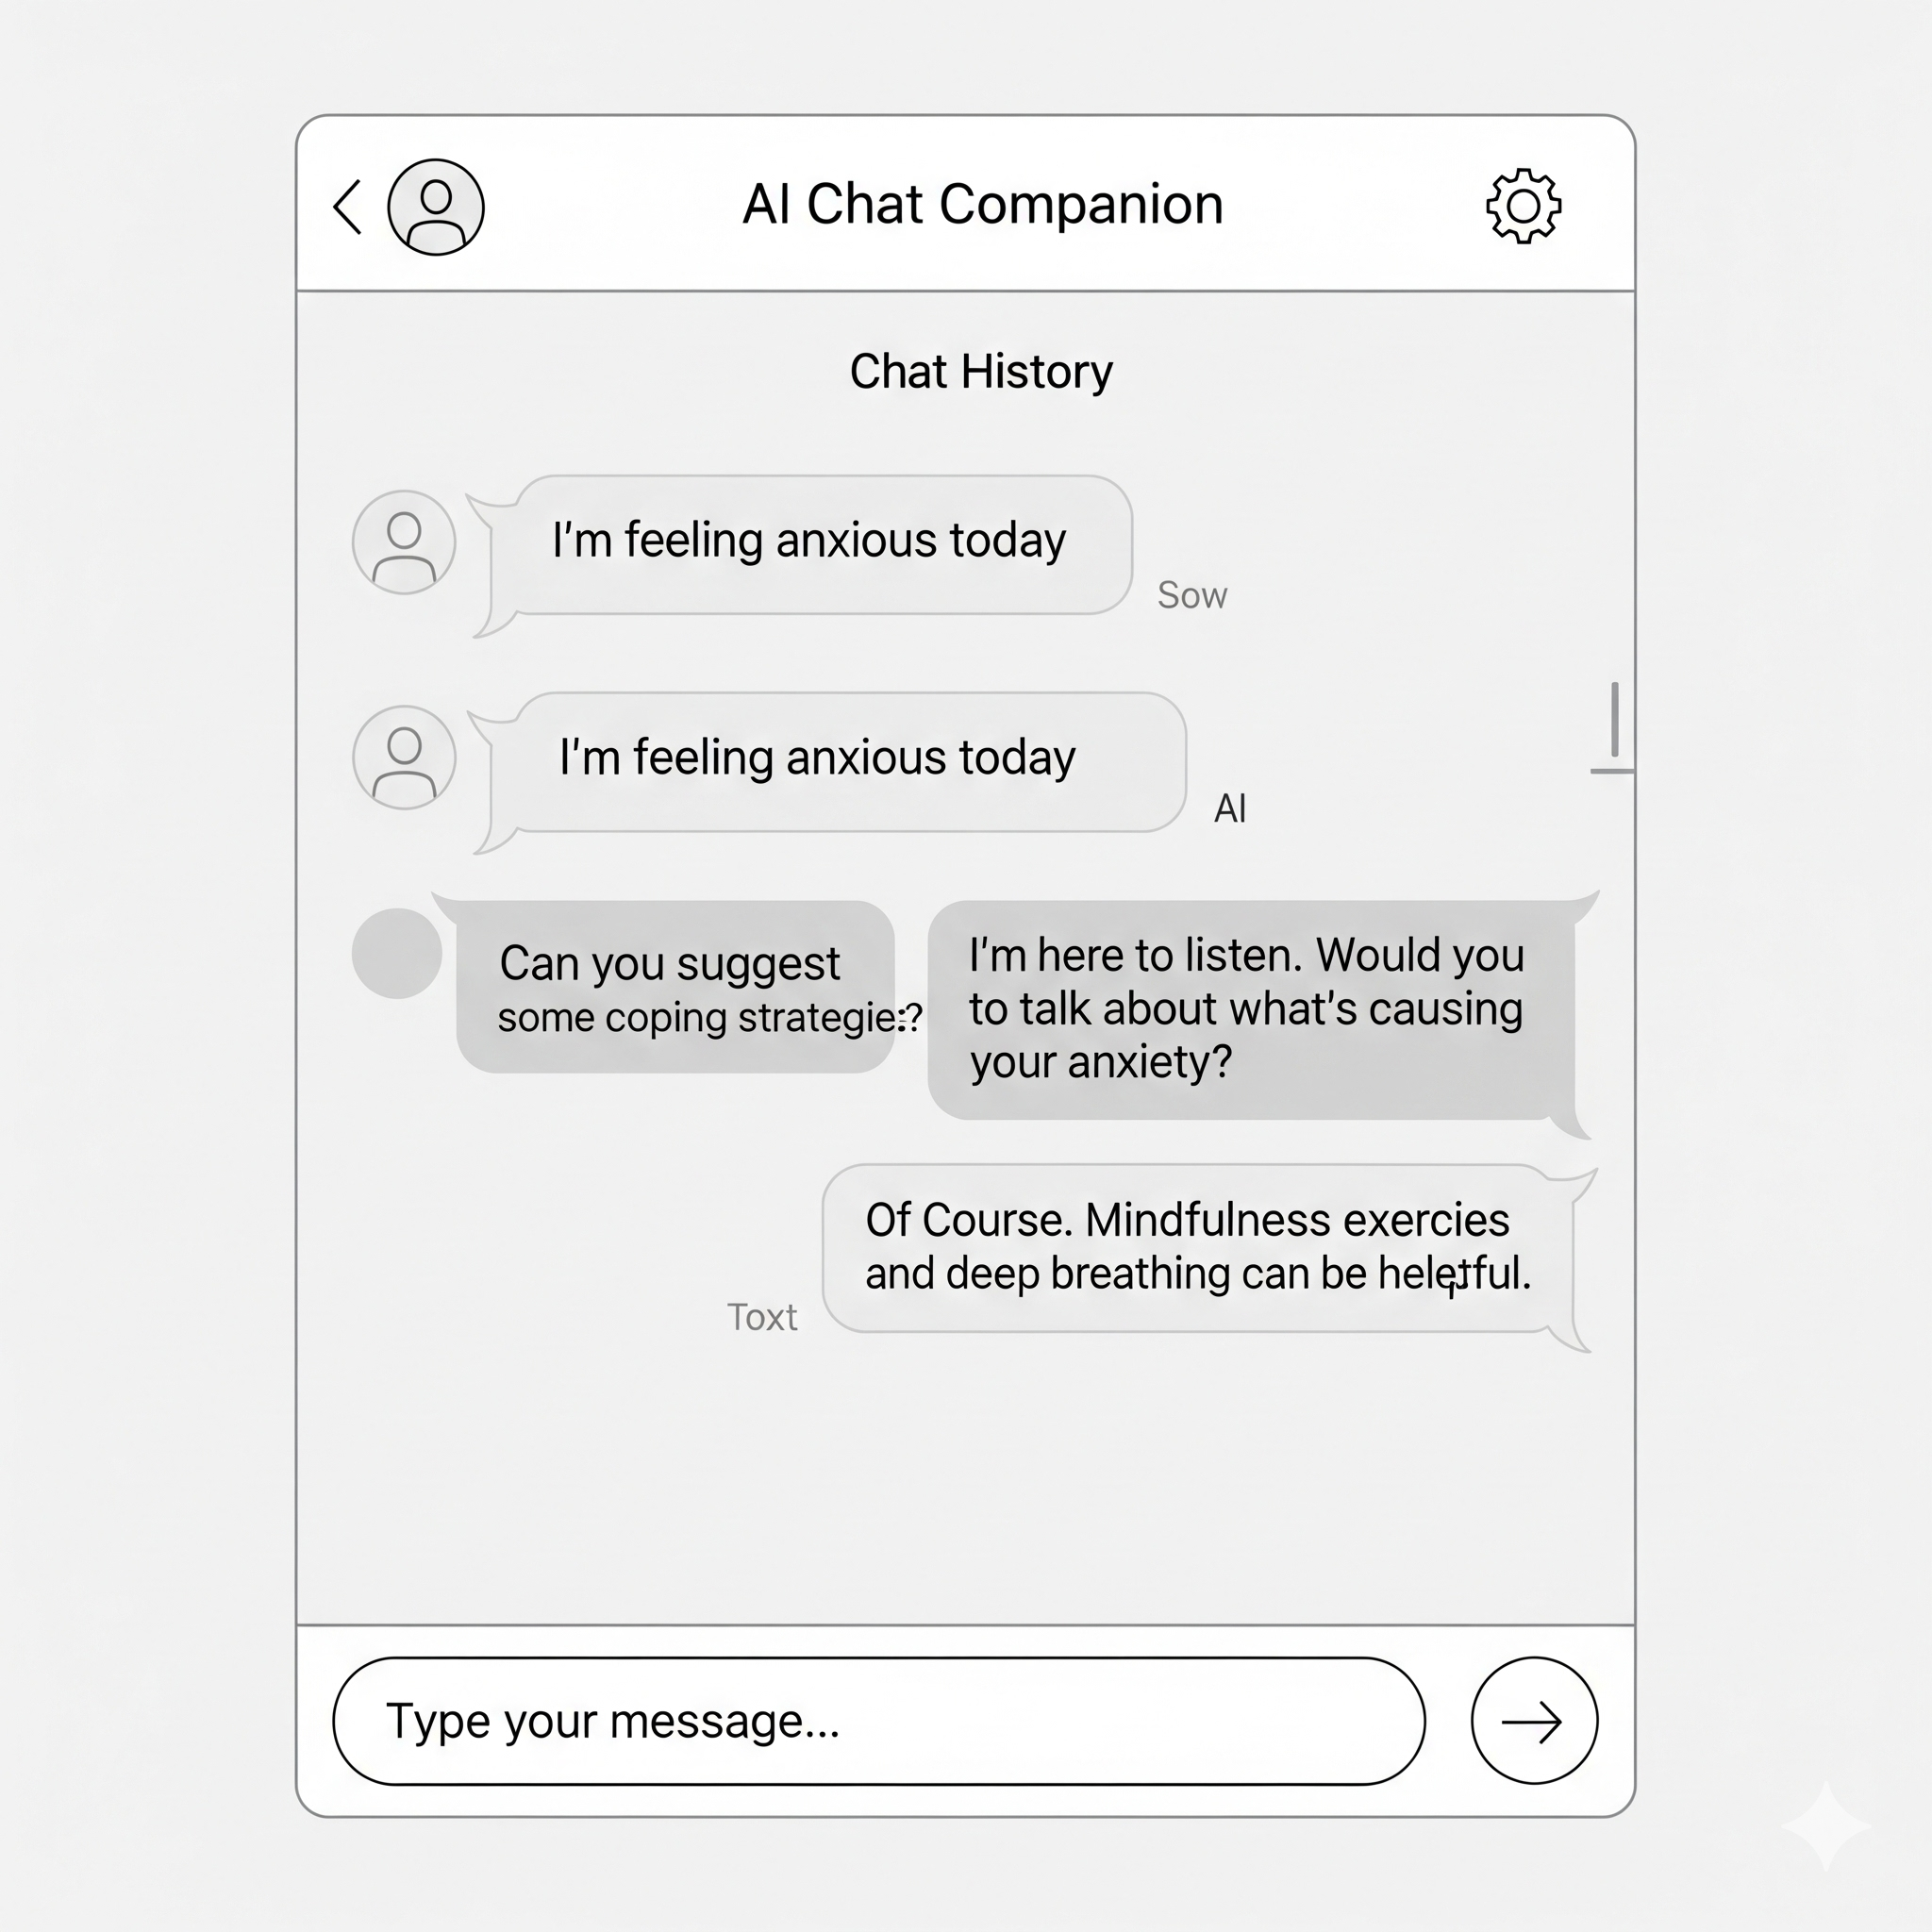 AI Chat Companion
Chat History
I'm feeling anxious today
Sow
I'm feeling anxious today
AI
Can you suggest
some coping strategie:?
I'm here to listen. Would you
to talk about what's causing
your anxiety?
Of Course. Mindfulness exercies
and deep breathing can be
Toxt
Type your message...